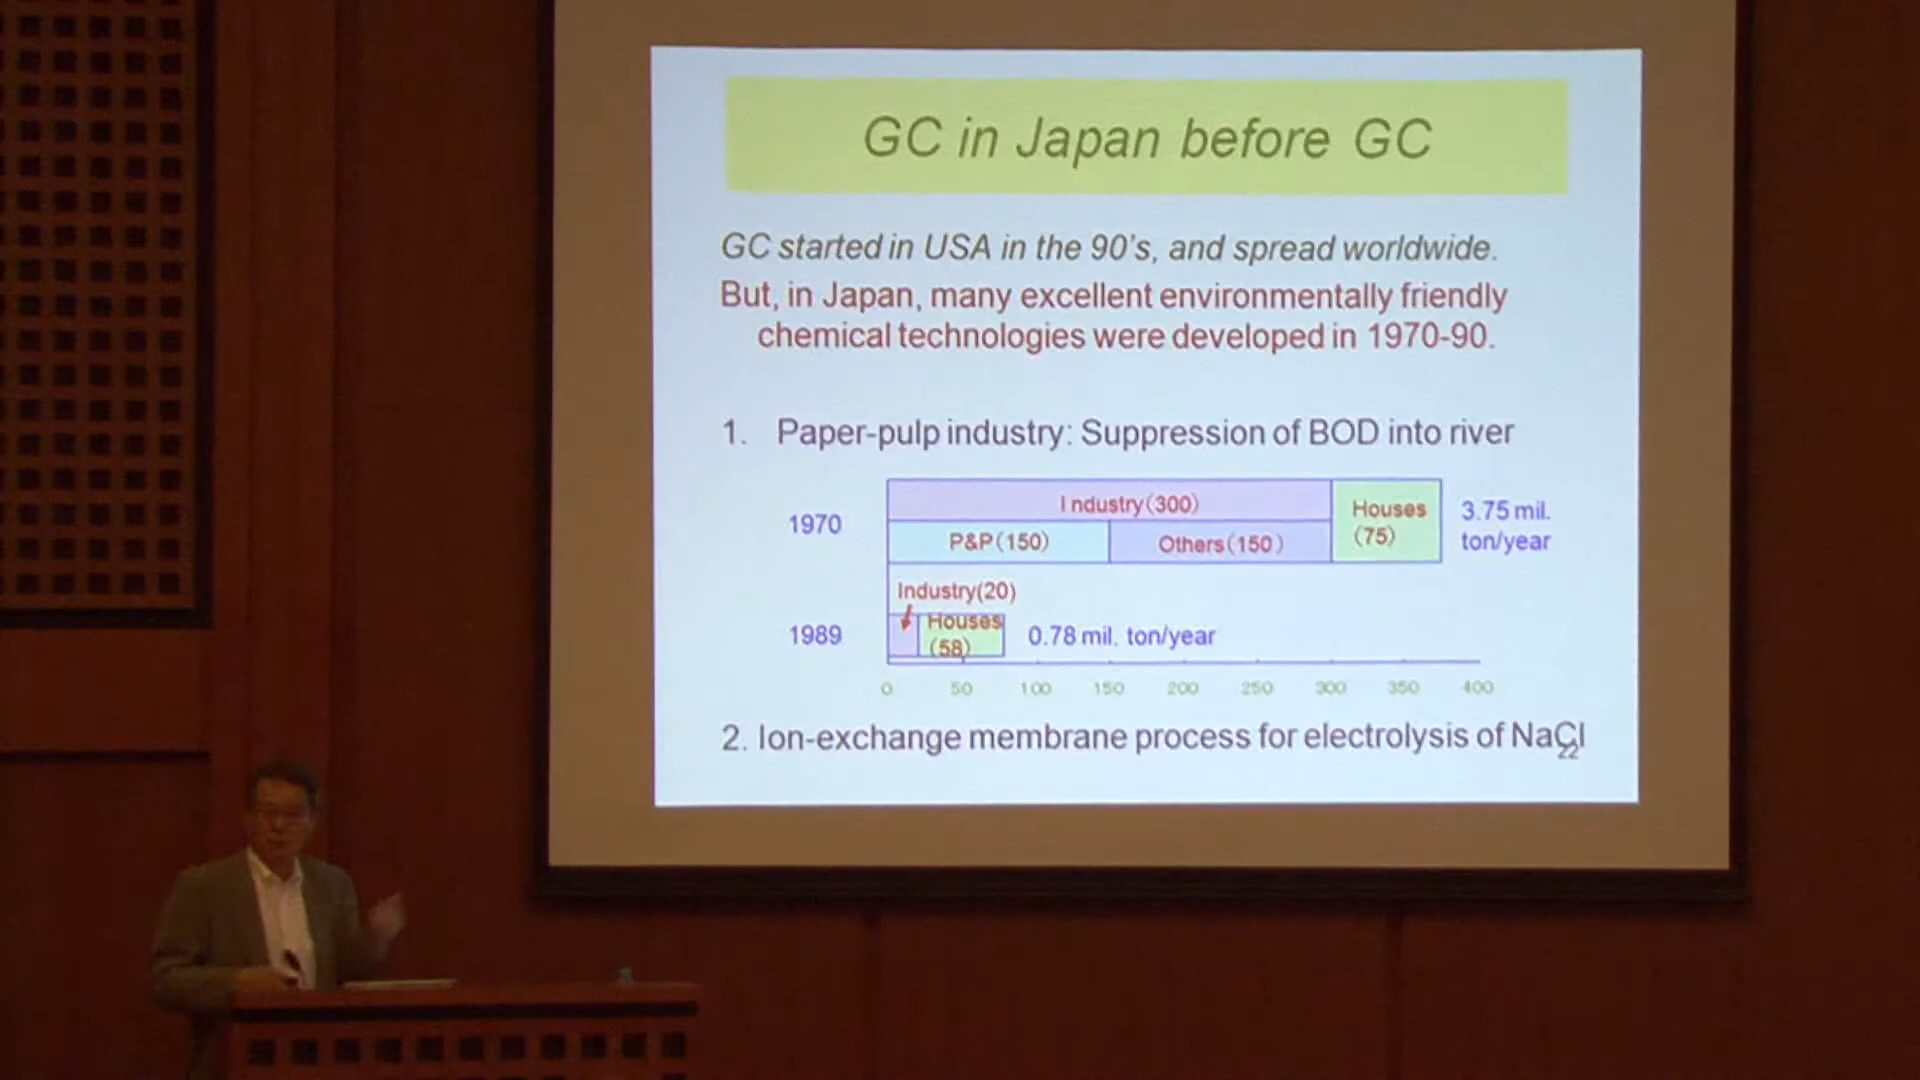 GC in Japan before GC
GC started in USA in the 90's, and spread worldwide.
But, in Japan, many excellent environmentally friendly
chemical technologies were developed in 1970-90.
1. Paper-pulp industry: Suppression of BOD into river
1970
Industry(300)
P&P(150)
Others(150)
Houses
(75)
3.75 mil.
ton/year
Industry(20)
1989
Houses
(58)
0.78 mil. ton/year
0 50 100 150 200 250 300 350 400
2. Ion-exchange membrane process for electrolysis of NaCl
22